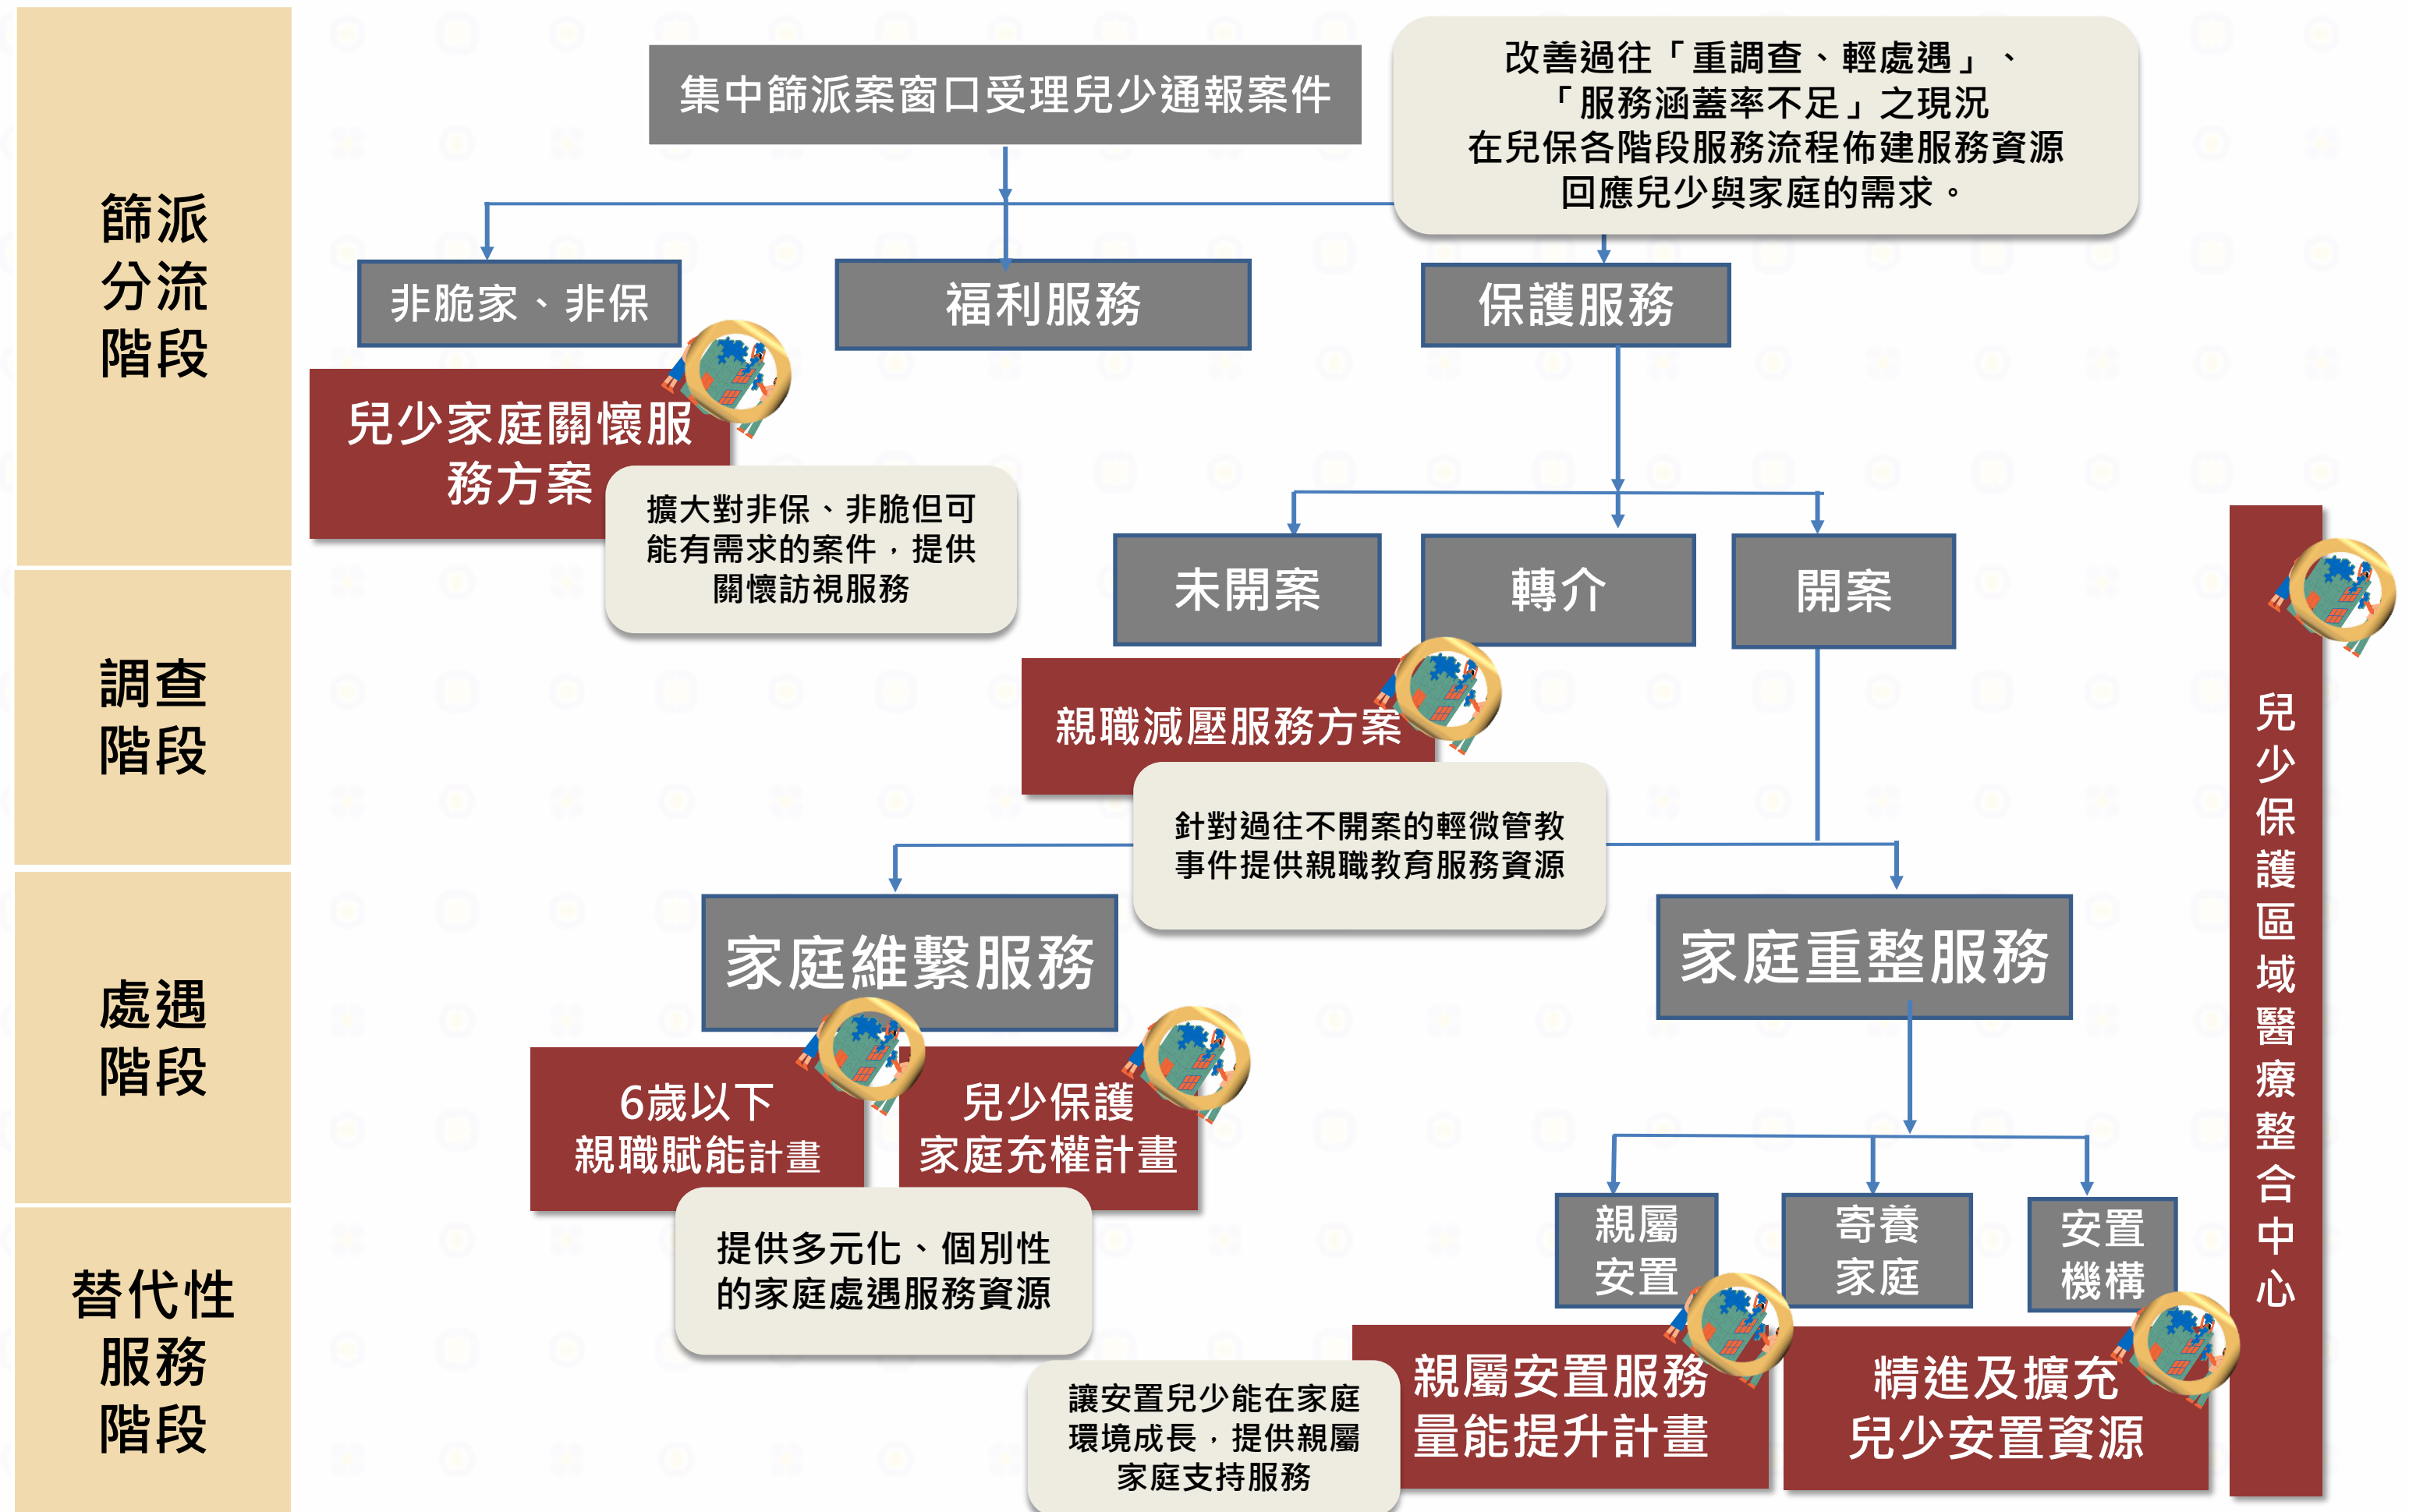 篩派
分流
階段
集中篩派案窗口受理兒少通報案件
改善過往「重調查、輕處遇」、
「服務涵蓋率不足」之現況
在兒保各階段服務流程佈建服務資源
回應兒少與家庭的需求。
非脆家、非保
福利服務
保護服務
兒少家庭關懷服
務方案
擴大對非保、非脆但可
能有需求的案件，提供
關懷訪視服務
調查
階段
未開案
轉介
開案
親職減壓服務方案
針對過往不開案的輕微管教
事件提供親職教育服務資源
處遇
階段
家庭維繫服務
家庭重整服務
6歲以下
親職賦能計畫
兒少保護
家庭充權計畫
提供多元化、個別性
的家庭處遇服務資源
替代性
服務
階段
親屬
安置
寄養
家庭
安置
機構
讓安置兒少能在家庭
環境成長，提供親屬
家庭支持服務
親屬安置服務
量能提升計畫
精進及擴充
兒少安置資源
兒少保護區域醫療整合中心